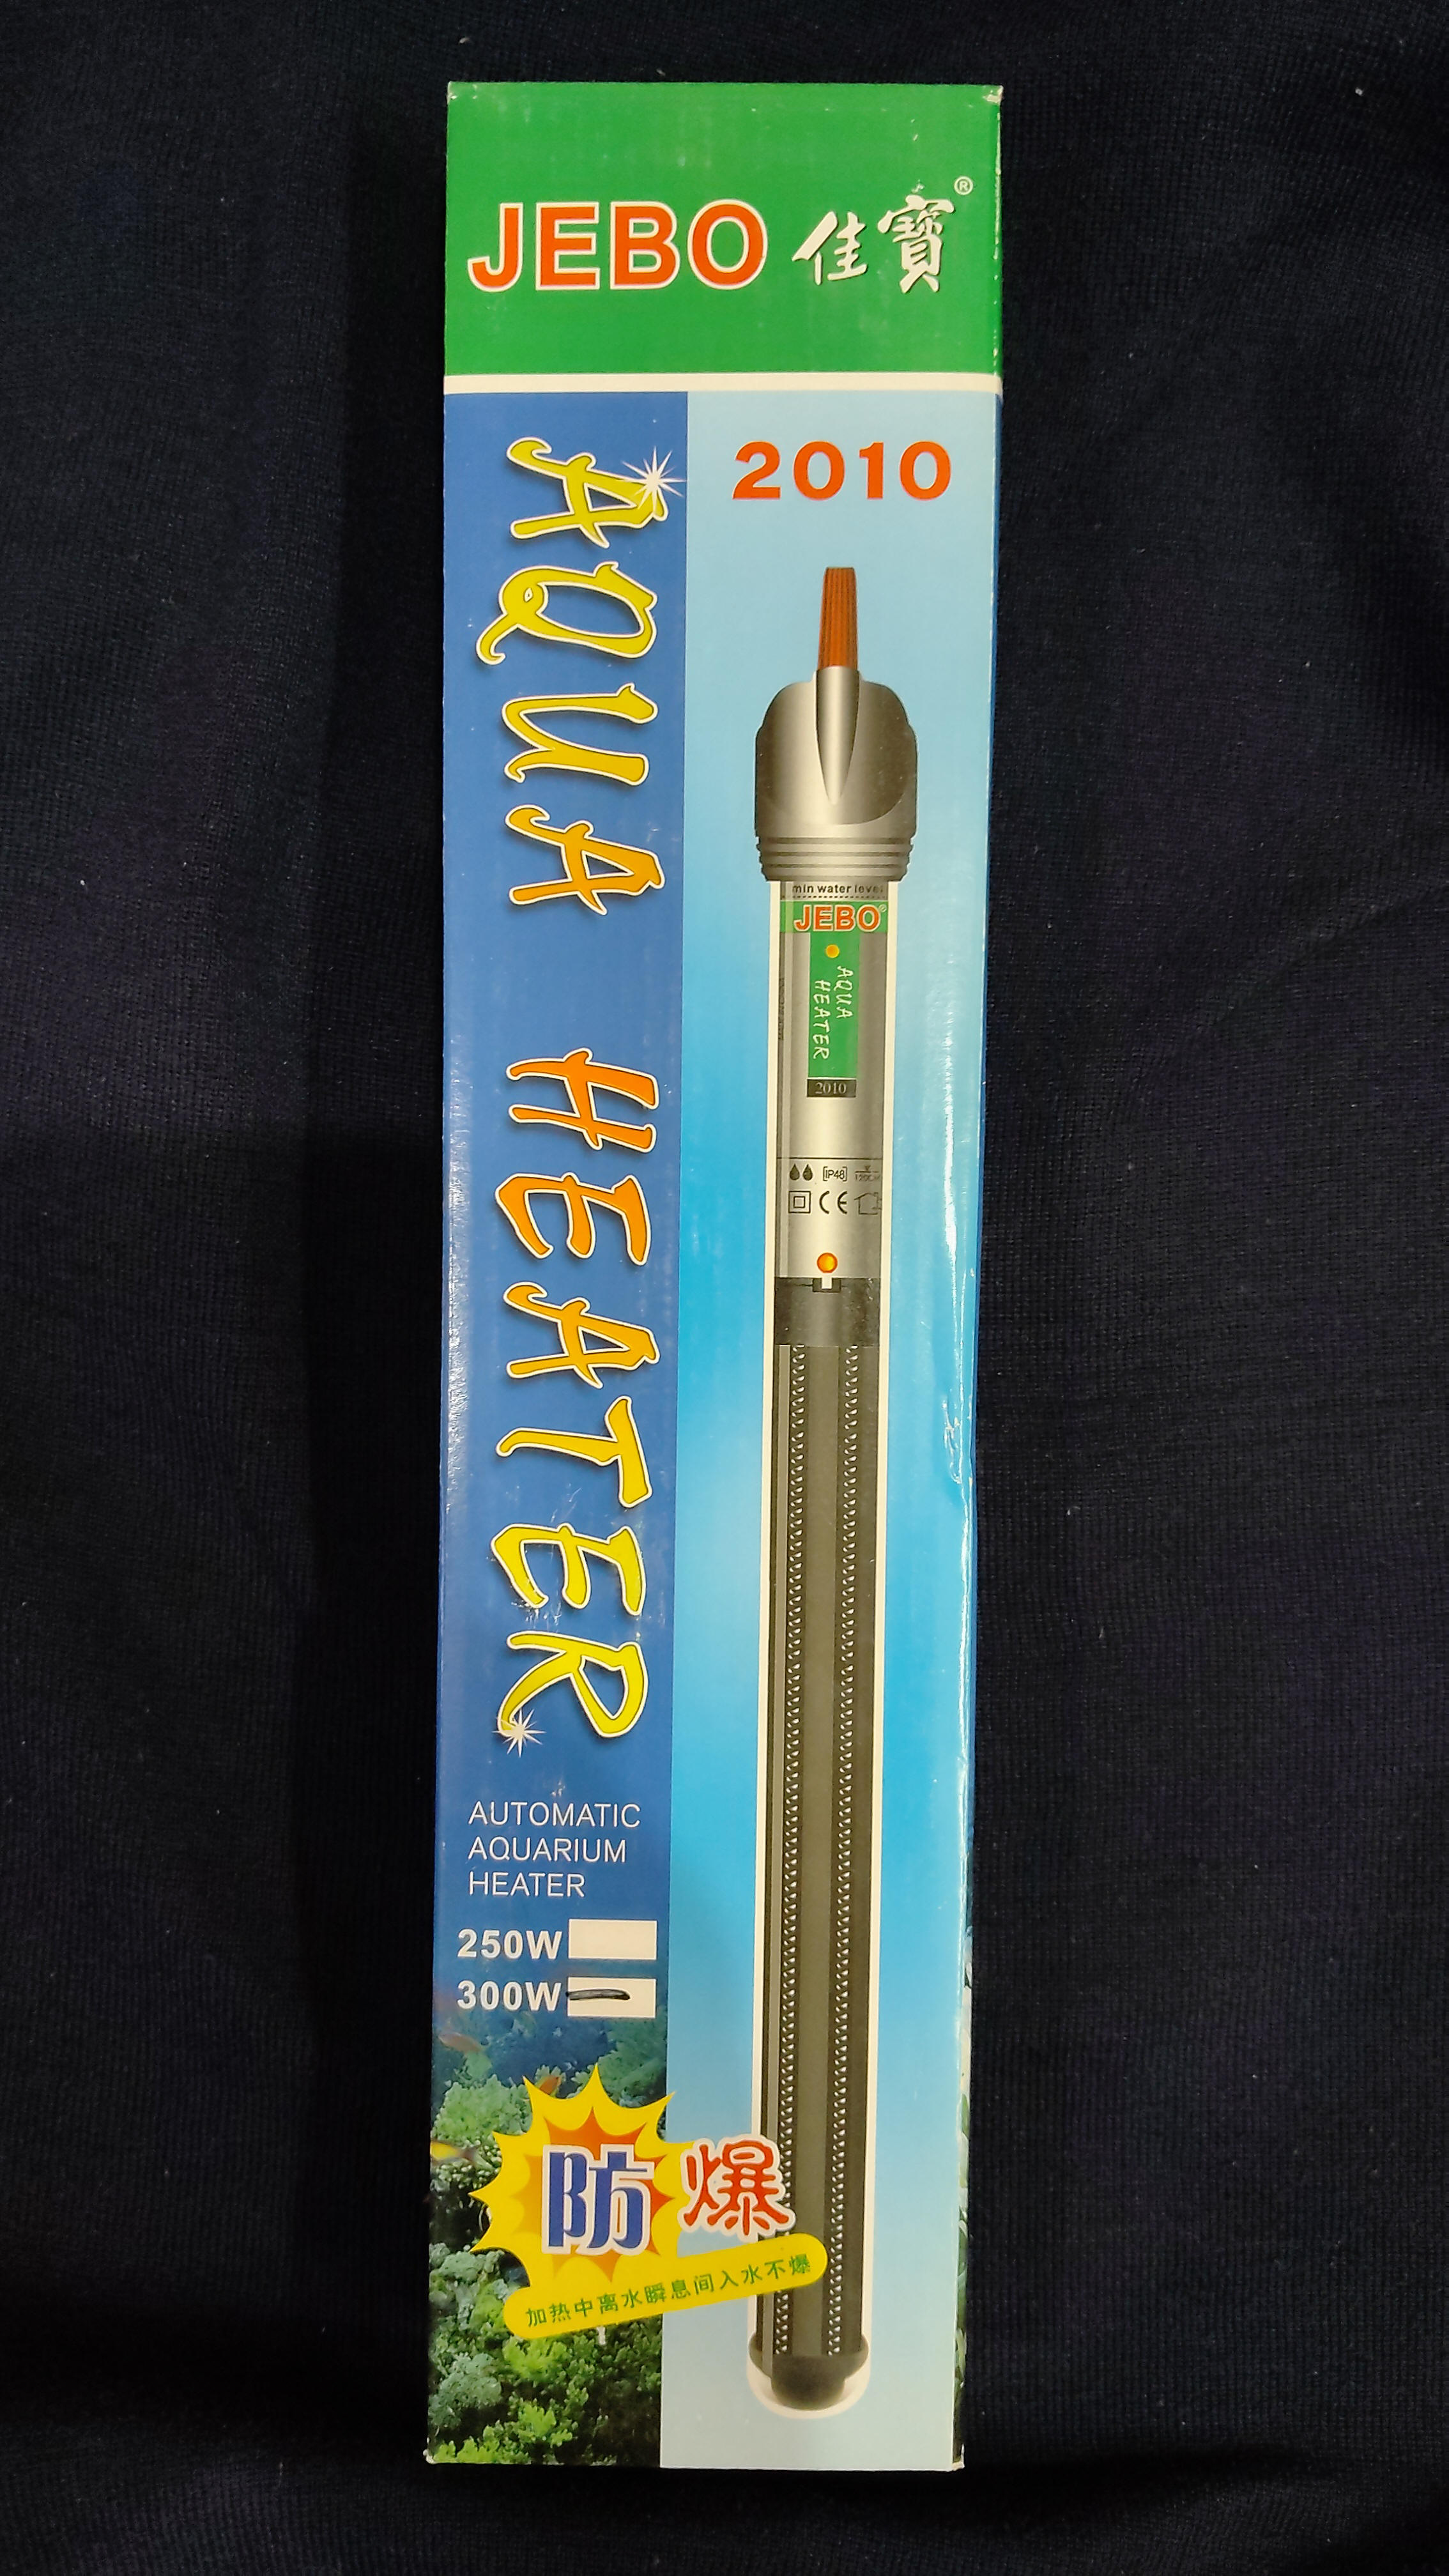 JEBO 佳寶®
2010
AQUA HEATER
min water level
JEBO®
AQUA
HEATER
2010
IP48
CE
AUTOMATIC
AQUARIUM
HEATER
250W
300W
防爆
加热中离水瞬息间入水不爆